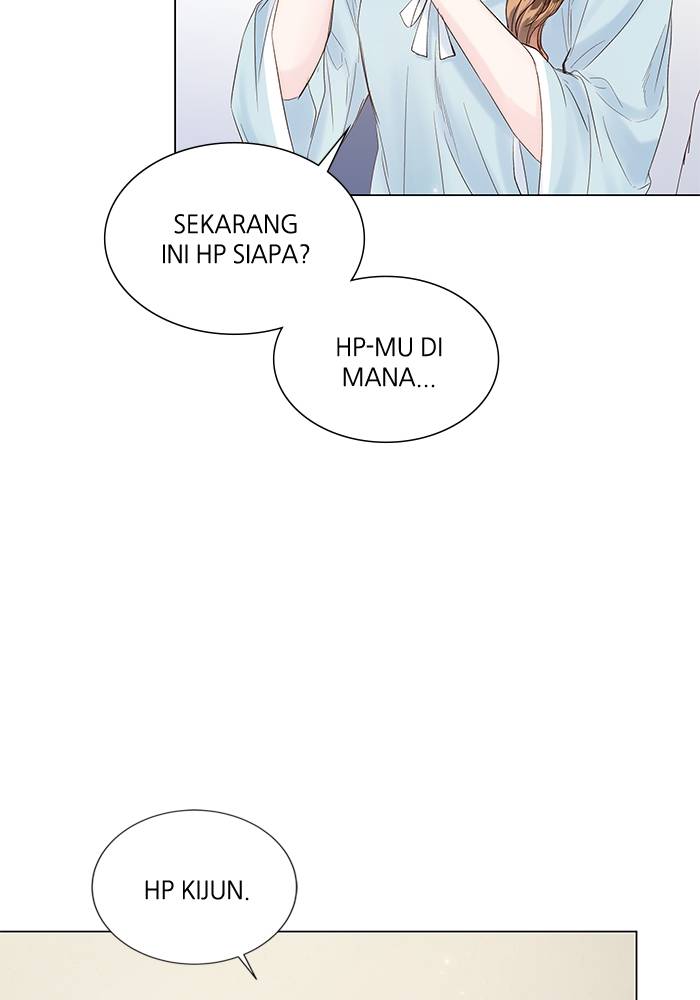 SEKARANG
INI HP SIAPA?
HP-MU DI
MANA...
HP KIJUN.